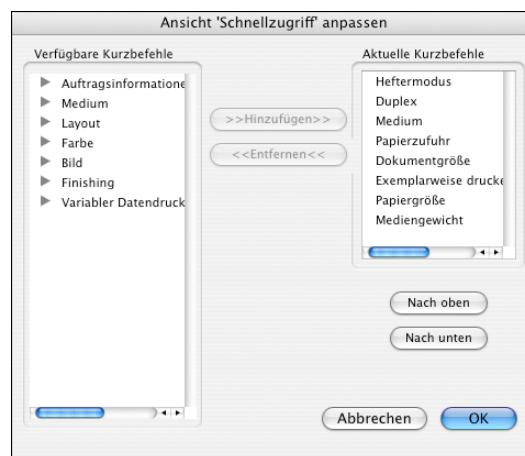 Ansicht 'Schnellzugriff' anpassen
Verfügbare Kurzbefehle
Auftragsinformatione
Medium
Layout
Farbe
Bild
Finishing
Variabler Datendruck
>>Hinzufügen>>
<<Entfernen<<
Aktuelle Kurzbefehle
Heftermodus
Duplex
Medium
Papierzufuhr
Dokumentgröße
Exemplarweise drucke
Papiergröße
Mediengewicht
Nach oben
Nach unten
Abbrechen
OK